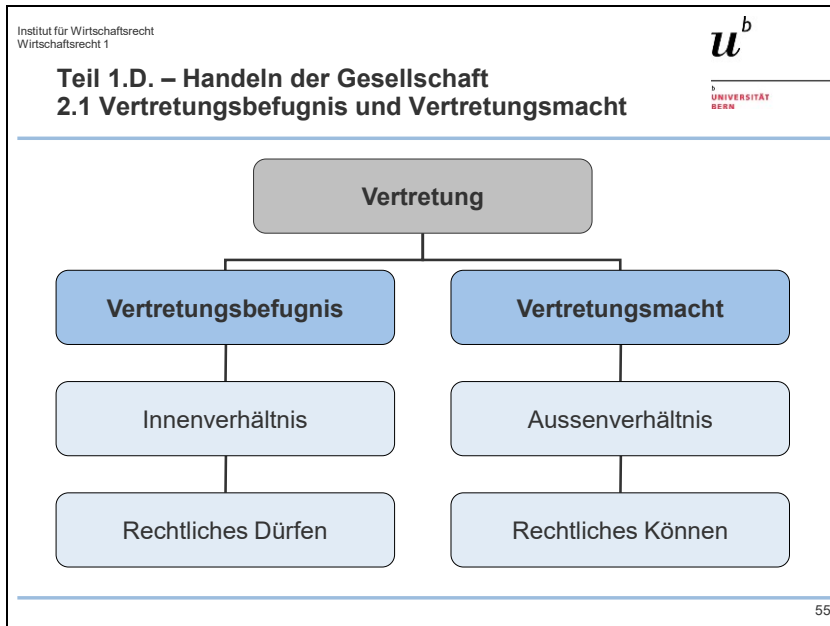 Institut für Wirtschaftsrecht
Wirtschaftsrecht 1
u^b
b
UNIVERSITÄT
BERN
Teil 1.D. – Handeln der Gesellschaft
2.1 Vertretungsbefugnis und Vertretungsmacht
Vertretung
Vertretungsbefugnis
Vertretungsmacht
Innenverhältnis
Aussenverhältnis
Rechtliches Dürfen
Rechtliches Können
55